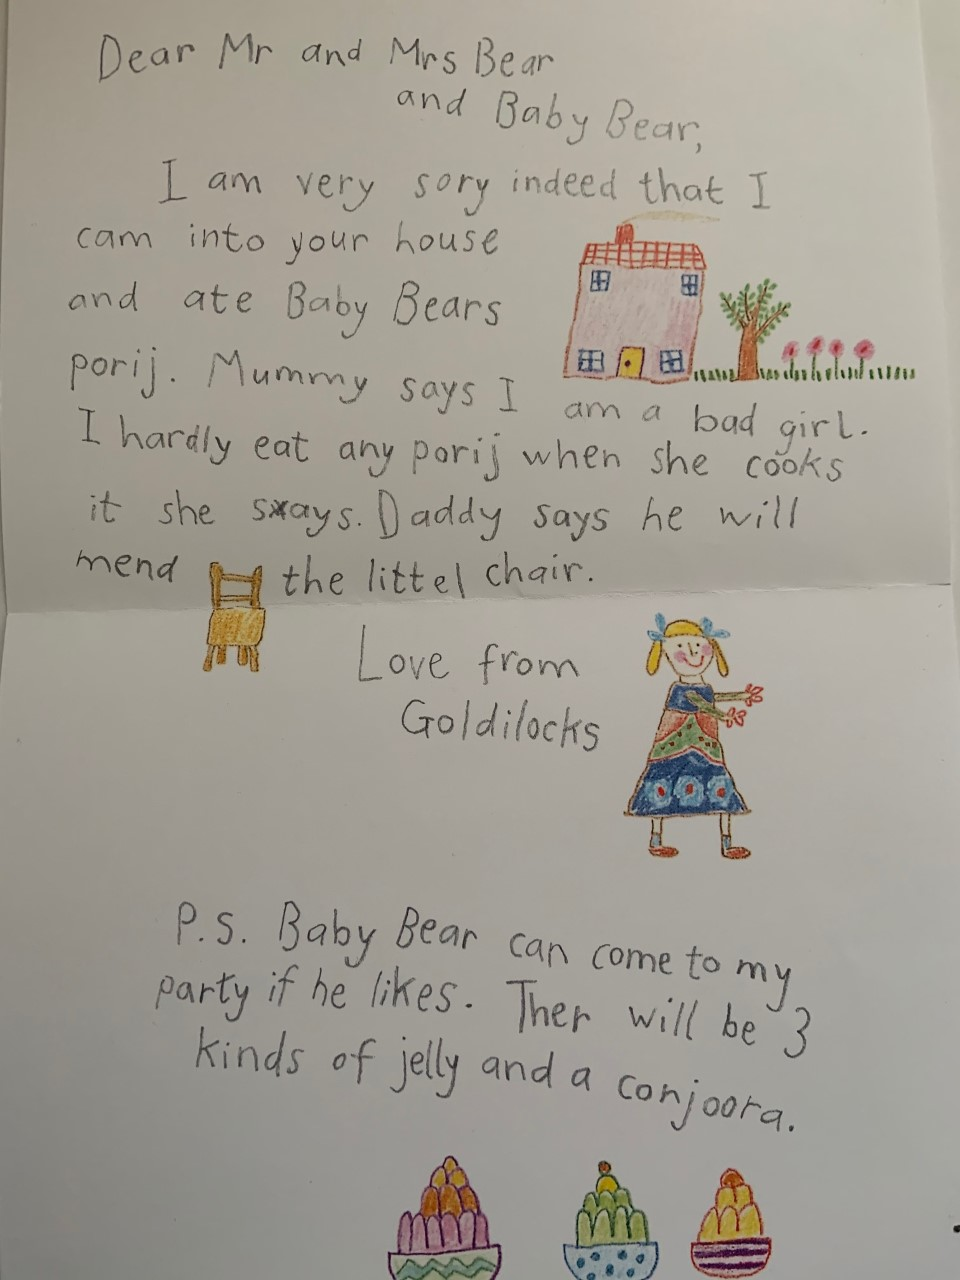 Dear Mr and Mrs Bear
and Baby Bear,
I am very sory indeed that I
cam into your house
and ate Baby Bears
porij. Mummy says I am a bad girl.
I hardly eat any porij when she cooks
it she sxays. Daddy says he will
mend the littel chair.
Love from
Goldilocks
P.S. Baby Bear can come to my
party if he likes. Ther will be 3
kinds of jelly and a conjoora.